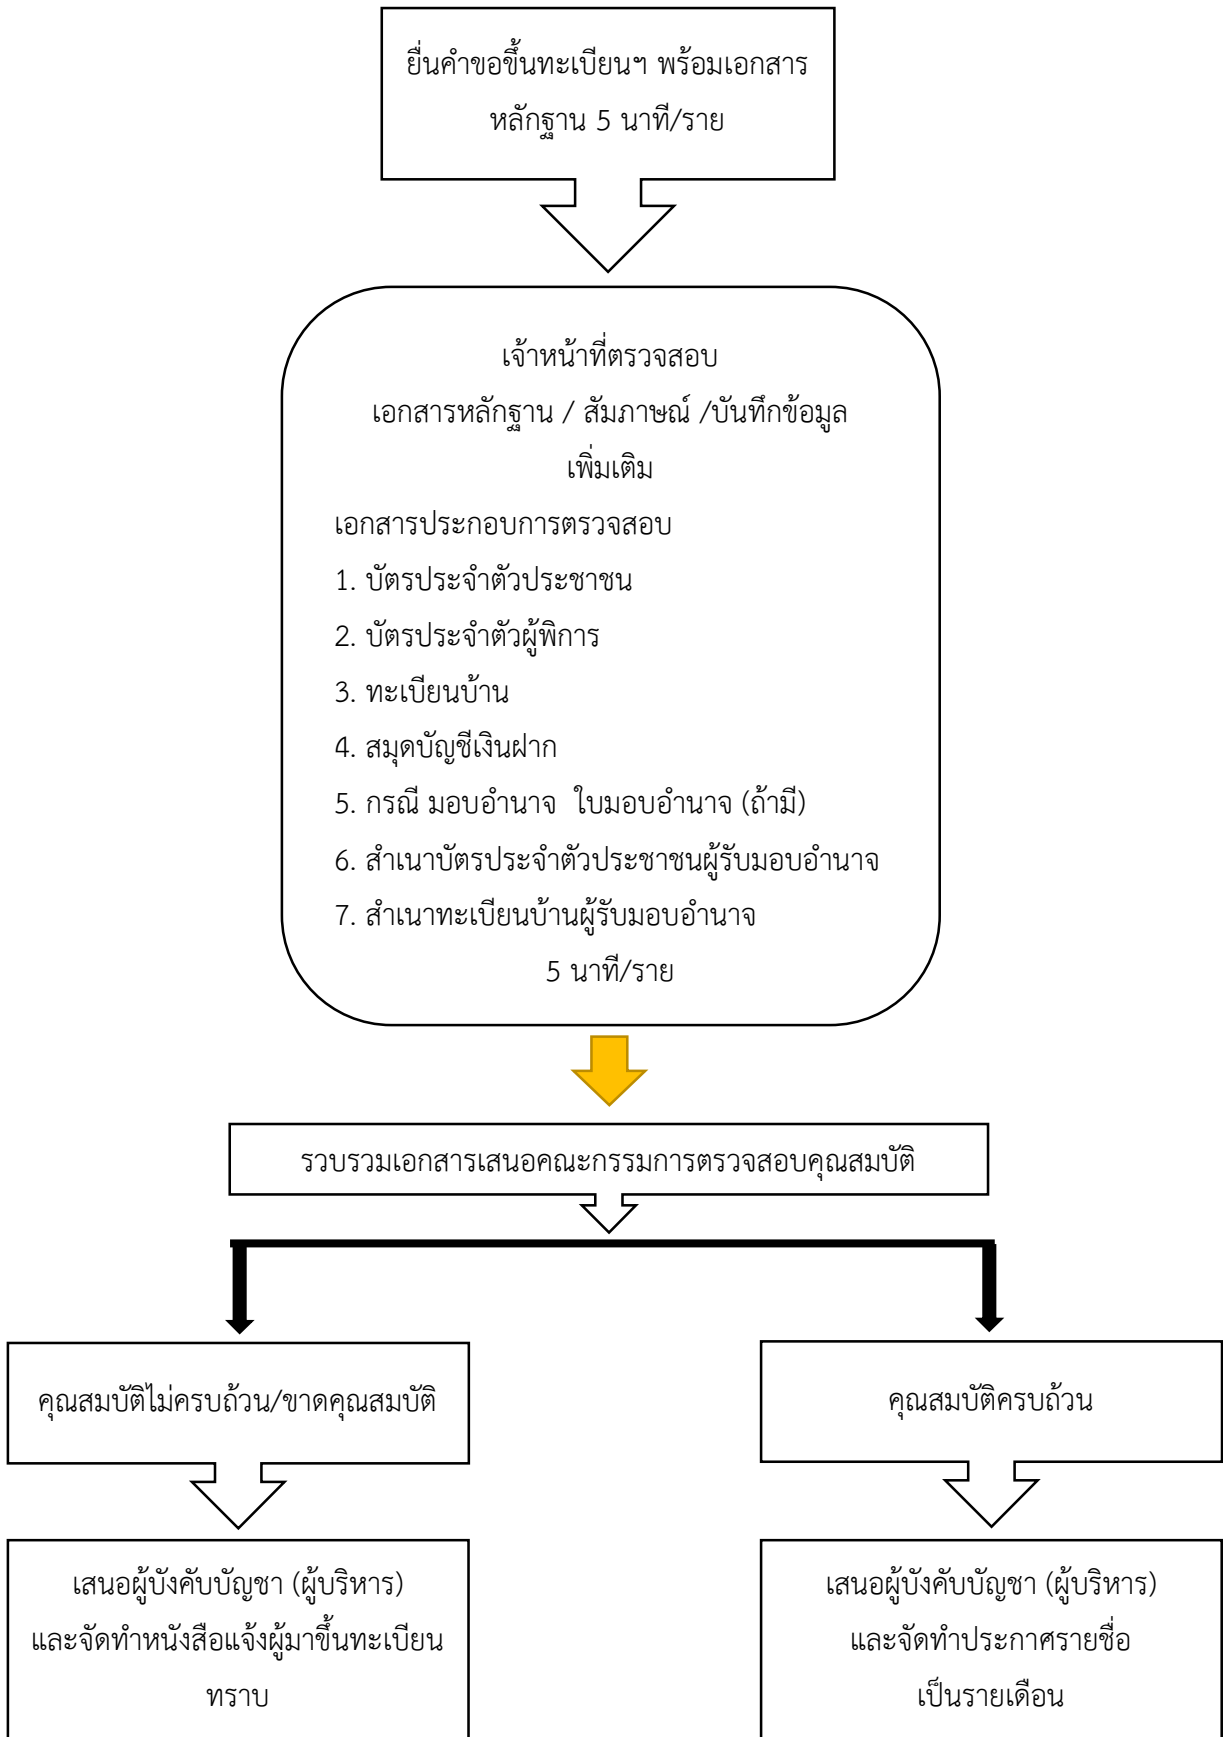 ยื่นคำขอขึ้นทะเบียนฯ พร้อมเอกสาร
หลักฐาน 5 นาที/ราย
เจ้าหน้าที่ตรวจสอบ
เอกสารหลักฐาน / สัมภาษณ์ /บันทึกข้อมูล
เพิ่มเติม
เอกสารประกอบการตรวจสอบ
1. บัตรประจำตัวประชาชน
2. บัตรประจำตัวผู้พิการ
3. ทะเบียนบ้าน
4. สมุดบัญชีเงินฝาก
5. กรณี มอบอำนาจ ใบมอบอำนาจ (ถ้ามี)
6. สำเนาบัตรประจำตัวประชาชนผู้รับมอบอำนาจ
7. สำเนาทะเบียนบ้านผู้รับมอบอำนาจ
5 นาที/ราย
รวบรวมเอกสารเสนอคณะกรรมการตรวจสอบคุณสมบัติ
คุณสมบัติไม่ครบถ้วน/ขาดคุณสมบัติ
เสนอผู้บังคับบัญชา (ผู้บริหาร)
และจัดทำหนังสือแจ้งผู้มาขึ้นทะเบียน
ทราบ
คุณสมบัติครบถ้วน
เสนอผู้บังคับบัญชา (ผู้บริหาร)
และจัดทำประกาศรายชื่อ
เป็นรายเดือน